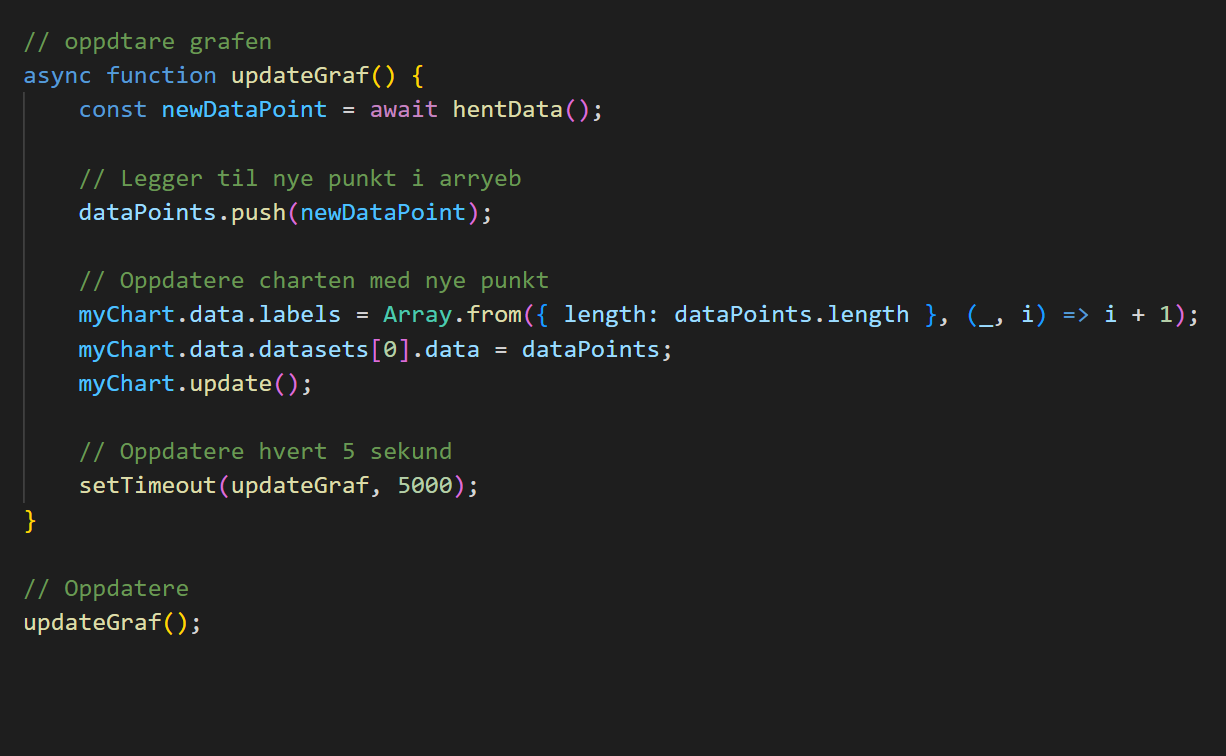 // oppdtare grafen
async function updateGraf() {
    const newDataPoint = await hentData();
    // Legger til nye punkt i arryeb
    dataPoints.push(newDataPoint);
    // Oppdatere charten med nye punkt
    myChart.data.labels = Array.from({ length: dataPoints.length }, (_, i) => i + 1);
    myChart.data.datasets[0].data = dataPoints;
    myChart.update();
    // Oppdatere hvert 5 sekund
    setTimeout(updateGraf, 5000);
}
// Oppdatere
updateGraf();